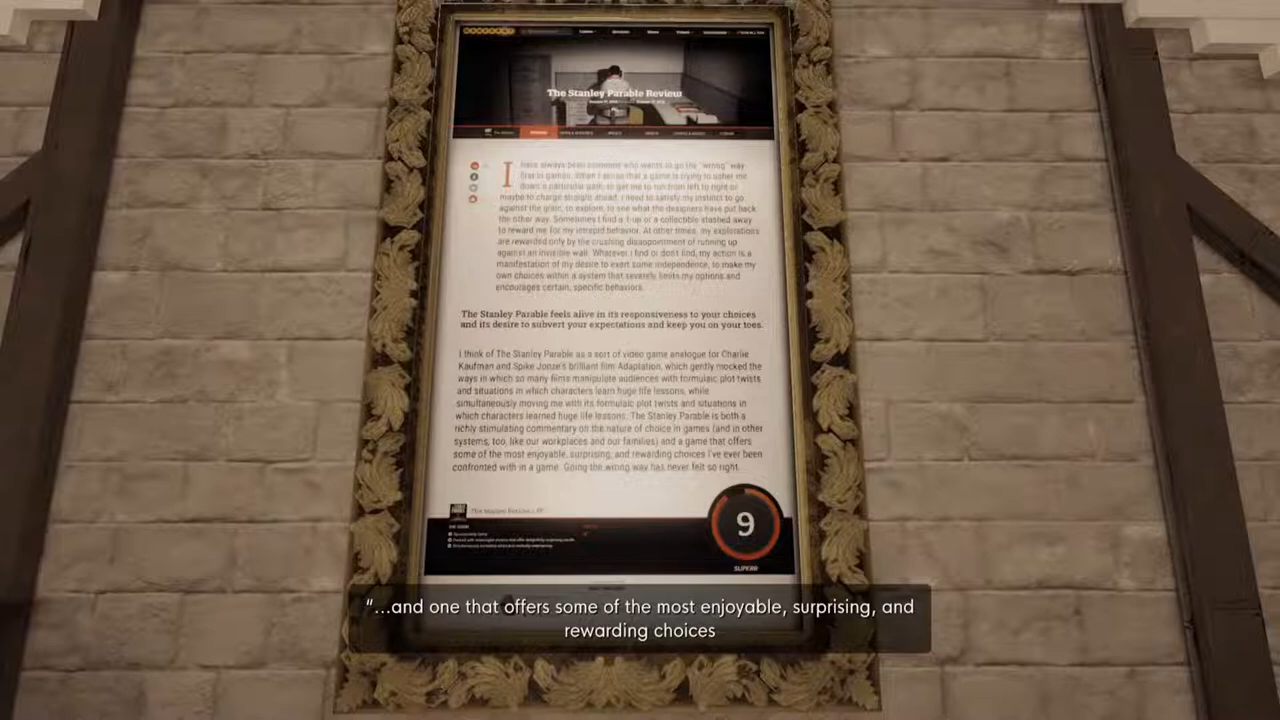 The Stanley Parable Review
I have always been someone who wants to go the "wrong" way
first in games. When I sense that a game is trying to usher me
down a particular path, to get me to run from left to right or
maybe to charge straight ahead, I need to satisfy my instinct to go
against the grain, to explore, to see what the designers have put back
the other way. Sometimes I find a 1-up or a collectible stashed away
to reward me for my intrepid behavior. At other times, my explorations
are rewarded only by the crushing disappointment of running up
against an invisible wall. Whatever I find or don't find, my action is a
manifestation of my desire to exert some independence, to make my
own choices within a system that severely limits my options and
encourages certain, specific behaviors.
The Stanley Parable feels alive in its responsiveness to your choices
and its desire to subvert your expectations and keep you on your toes.
I think of The Stanley Parable as a sort of video game analogue for Charlie
Kaufman and Spike Jonze's brilliant film Adaptation, which gently mocked the
ways in which so many films manipulate audiences with formulaic plot twists
and situations in which characters learn huge life lessons, while
simultaneously moving me with its formulaic plot twists and situations in
which characters learned huge life lessons. The Stanley Parable is both a
richly stimulating commentary on the nature of choice in games (and in other
systems, too, like our workplaces and our families) and a game that offers
some of the most enjoyable, surprising, and rewarding choices I've ever been
confronted with in a game. Going the wrong way has never felt so right.
9
SUPERB
"...and one that offers some of the most enjoyable, surprising, and
rewarding choices